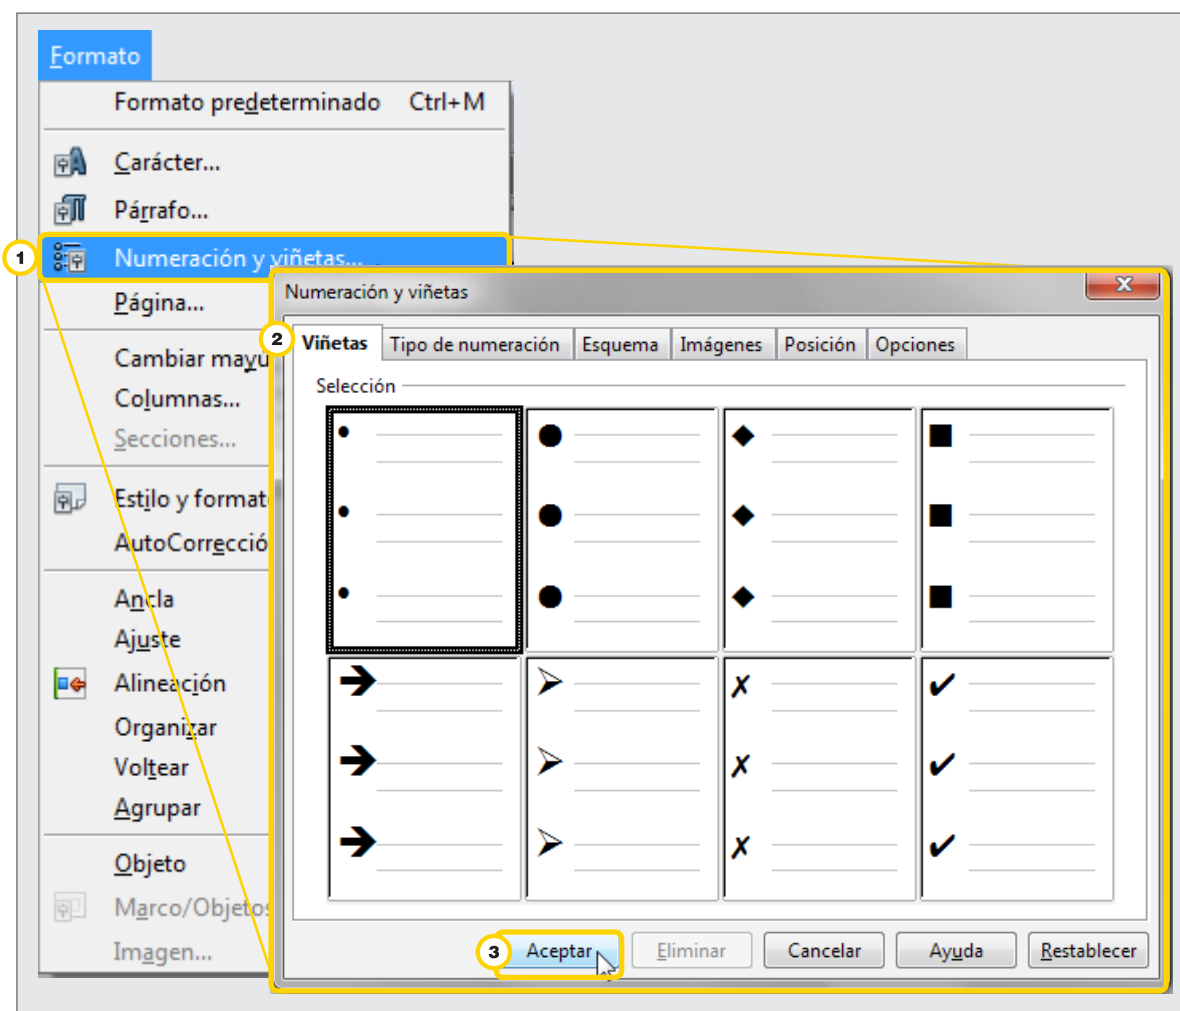 Formato
Formato predeterminado Ctrl+M
Carácter...
Párrafo...
1
Numeración y viñetas...
Página...
Cambiar mayu
Columnas...
Secciones...
Estilo y format
AutoCorrecció
Ancla
Ajuste
Alineación
Organizar
Voltear
Agrupar
Objeto
Marco/Objetos
Imagen...
Numeración y viñetas
x
2
Viñetas Tipo de numeración Esquema Imágenes Posición Opciones
Selección
3
Aceptar Eliminar Cancelar Ayuda Restablecer